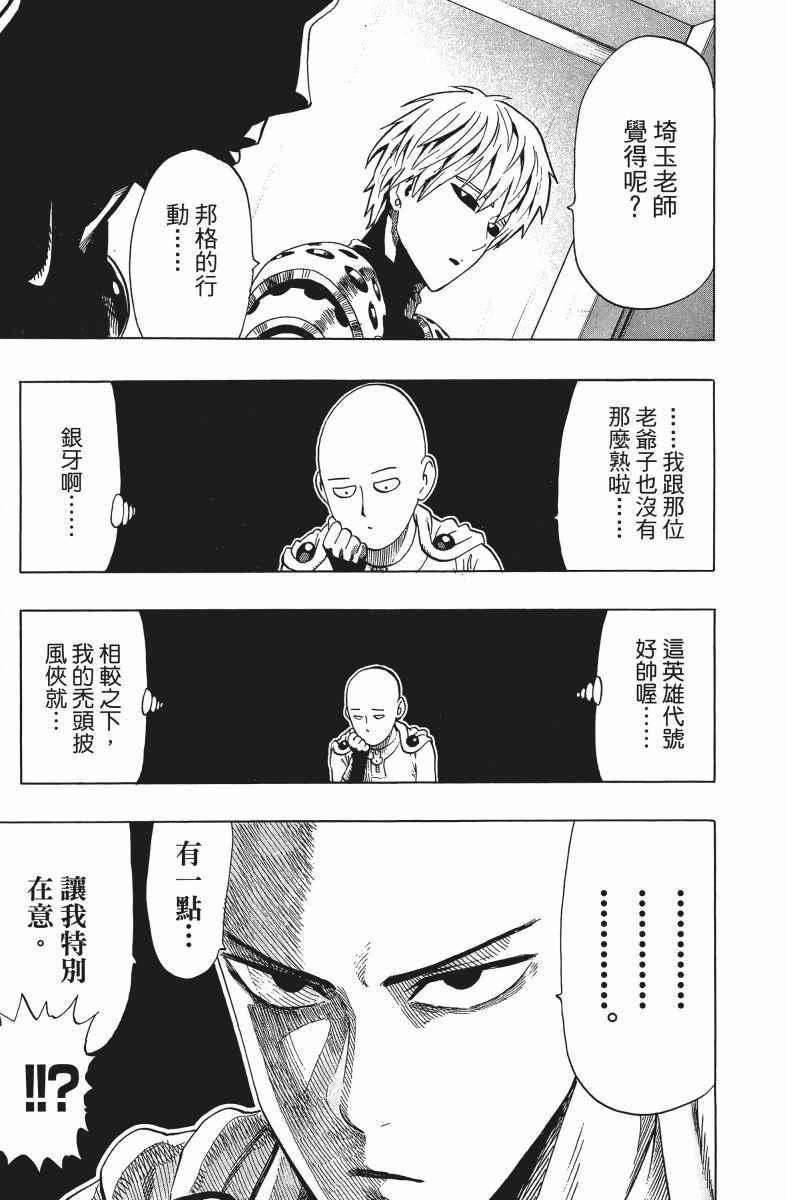 埼玉老師
覺得呢？
邦格的行
動……
……我跟那位
老爺子也沒有
那麼熟啦……
銀牙啊……
這英雄代號
好帥喔……
相較之下，
我的禿頭披
風俠就…
…………
…………
…………。
有一點…
讓我特別
在意。
!!?